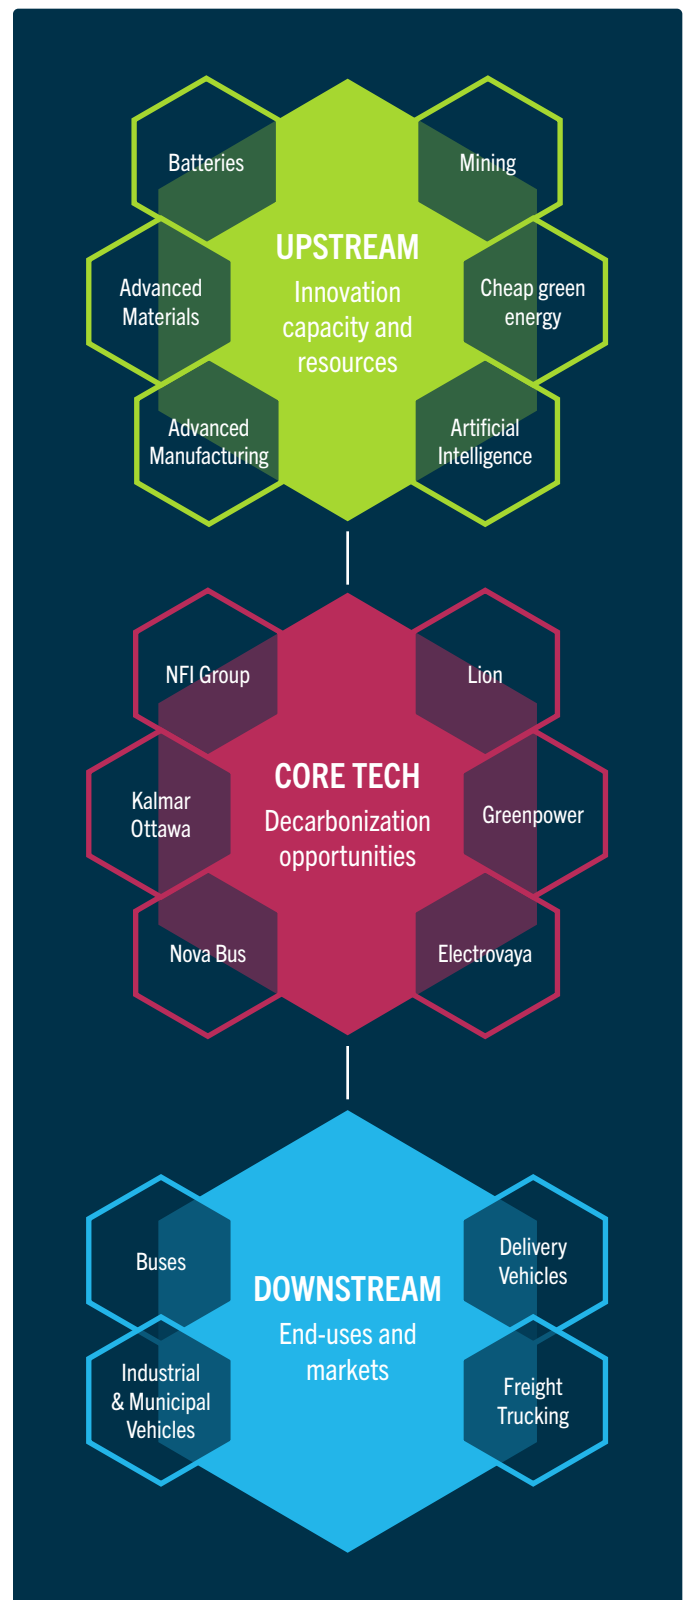 Batteries
Mining
UPSTREAM
Innovation
capacity and
resources
Advanced
Materials
Cheap green
energy
Advanced
Manufacturing
Artificial
Intelligence
NFI Group
Lion
CORE TECH
Decarbonization
opportunities
Kalmar
Ottawa
Greenpower
Nova Bus
Electrovaya
Buses
Delivery
Vehicles
DOWNSTREAM
End-uses and
markets
Industrial
& Municipal
Vehicles
Freight
Trucking